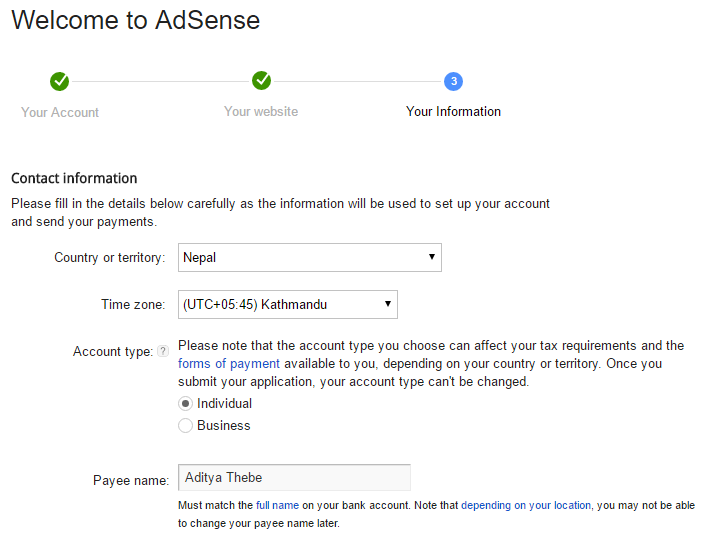 Welcome to AdSense
3
Your Account
Your website
Your Information
Contact information
Please fill in the details below carefully as the information will be used to set up your account
and send your payments.
Country or territory: Nepal
Time zone: (UTC+05:45) Kathmandu
Account type: ? Please note that the account type you choose can affect your tax requirements and the
forms of payment available to you, depending on your country or territory. Once you
submit your application, your account type can't be changed.
Individual
Business
Payee name: Aditya Thebe
Must match the full name on your bank account. Note that depending on your location, you may not be able
to change your payee name later.